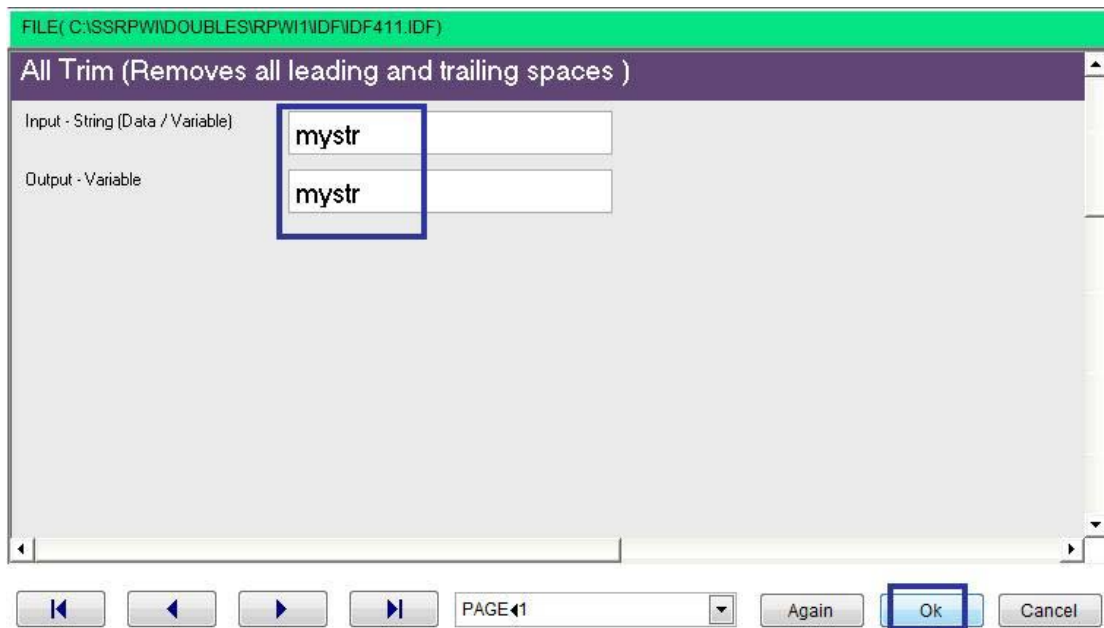 FILE( C:\SSRPWI\DOUBLES\RPWI1\IDF\IDF411.IDF)
All Trim (Removes all leading and trailing spaces )
Input - String (Data / Variable)
mystr
Output - Variable
mystr
PAGE 1
Again
Ok
Cancel